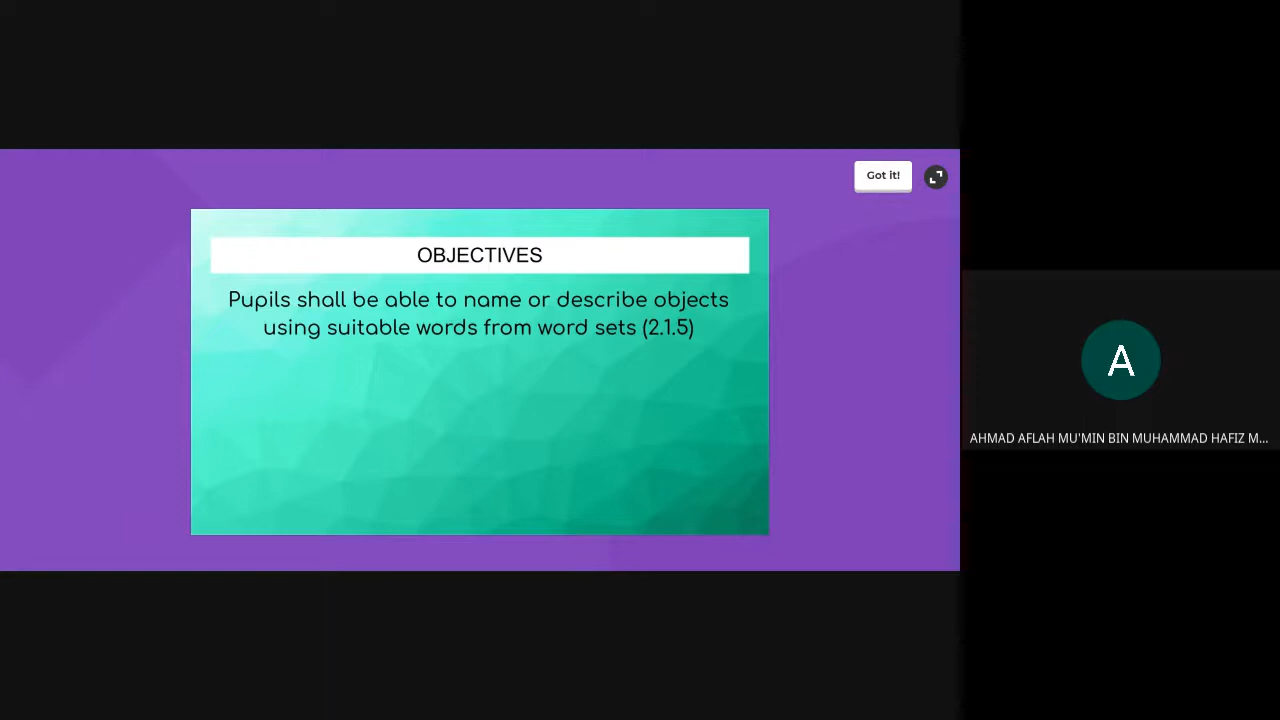 Got it!
OBJECTIVES
Pupils shall be able to name or describe objects
using suitable words from word sets (2.1.5)
A
AHMAD AFLAH MU'MIN BIN MUHAMMAD HAFIZ M...